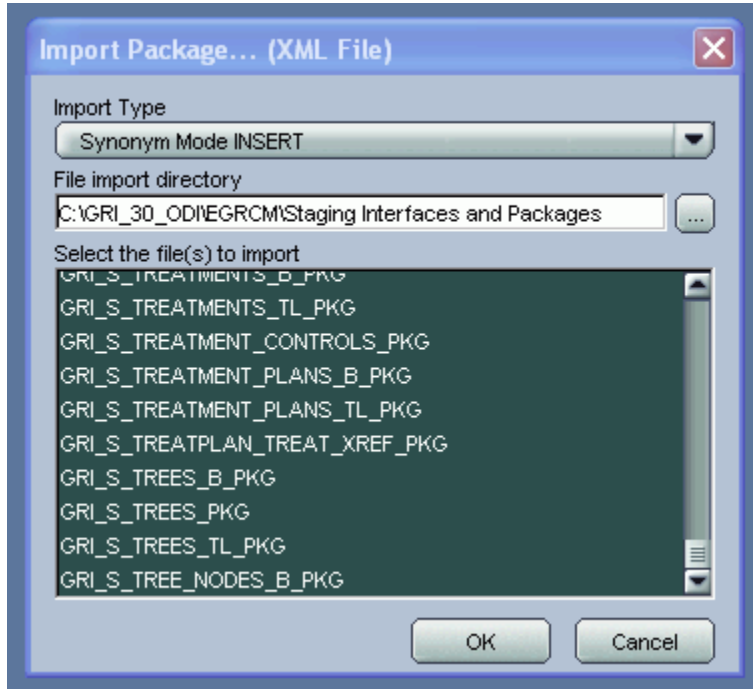 Import Package... (XML File)
Import Type
Synonym Mode INSERT
File import directory
C:\GRI_30_ODI\EGRCM\Staging Interfaces and Packages
...
Select the file(s) to import
GRI_S_TREATMENTS_B_PKG
GRI_S_TREATMENTS_TL_PKG
GRI_S_TREATMENT_CONTROLS_PKG
GRI_S_TREATMENT_PLANS_B_PKG
GRI_S_TREATMENT_PLANS_TL_PKG
GRI_S_TREATPLAN_TREAT_XREF_PKG
GRI_S_TREES_B_PKG
GRI_S_TREES_PKG
GRI_S_TREES_TL_PKG
GRI_S_TREE_NODES_B_PKG
OK Cancel